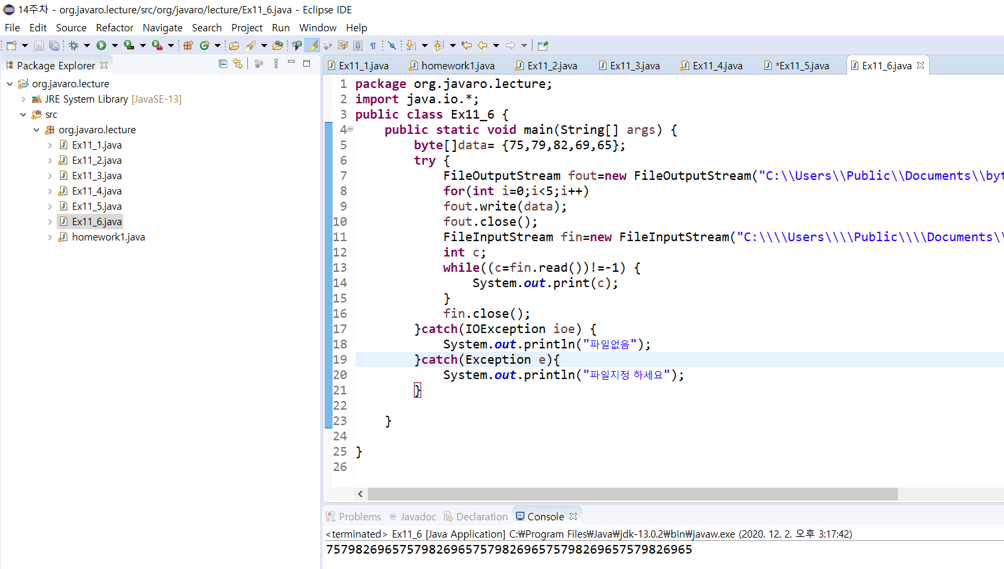 14주차 - org.javaro.lecture/src/org/javaro/lecture/Ex11_6.java - Eclipse IDE
File Edit Source Refactor Navigate Search Project Run Window Help
Package Explorer
Ex11_1.java homework1.java Ex11_2.java Ex11_3.java Ex11_4.java *Ex11_5.java Ex11_6.java
org.javaro.lecture
JRE System Library [JavaSE-13]
src
org.javaro.lecture
Ex11_1.java
Ex11_2.java
Ex11_3.java
Ex11_4.java
Ex11_5.java
Ex11_6.java
homework1.java
1 package org.javaro.lecture;
2 import java.io.*;
3 public class Ex11_6 {
4 public static void main(String[] args) {
5 byte[]data= {75,79,82,69,65};
6 try {
7 FileOutputStream fout=new FileOutputStream("C:\\Users\\Public\\Documents\\byt
8 for(int i=0;i<5;i++)
9 fout.write(data);
10 fout.close();
11 FileInputStream fin=new FileInputStream("C:\\\\Users\\\\Public\\\\Documents\\
12 int c;
13 while((c=fin.read())!=-1) {
14 System.out.print(c);
15 }
16 fin.close();
17 }catch(IOException ioe) {
18 System.out.println("파일없음");
19 }catch(Exception e){
20 System.out.println("파일지정 하세요");
21 }
22
23 }
24
25 }
26
Problems Javadoc Declaration Console
<terminated> Ex11_6 [Java Application] C:₩Program Files₩Java₩jdk-13.0.2₩bin₩javaw.exe (2020. 12. 2. 오후 3:17:42)
75798269657579826965757982696575798269657579826965